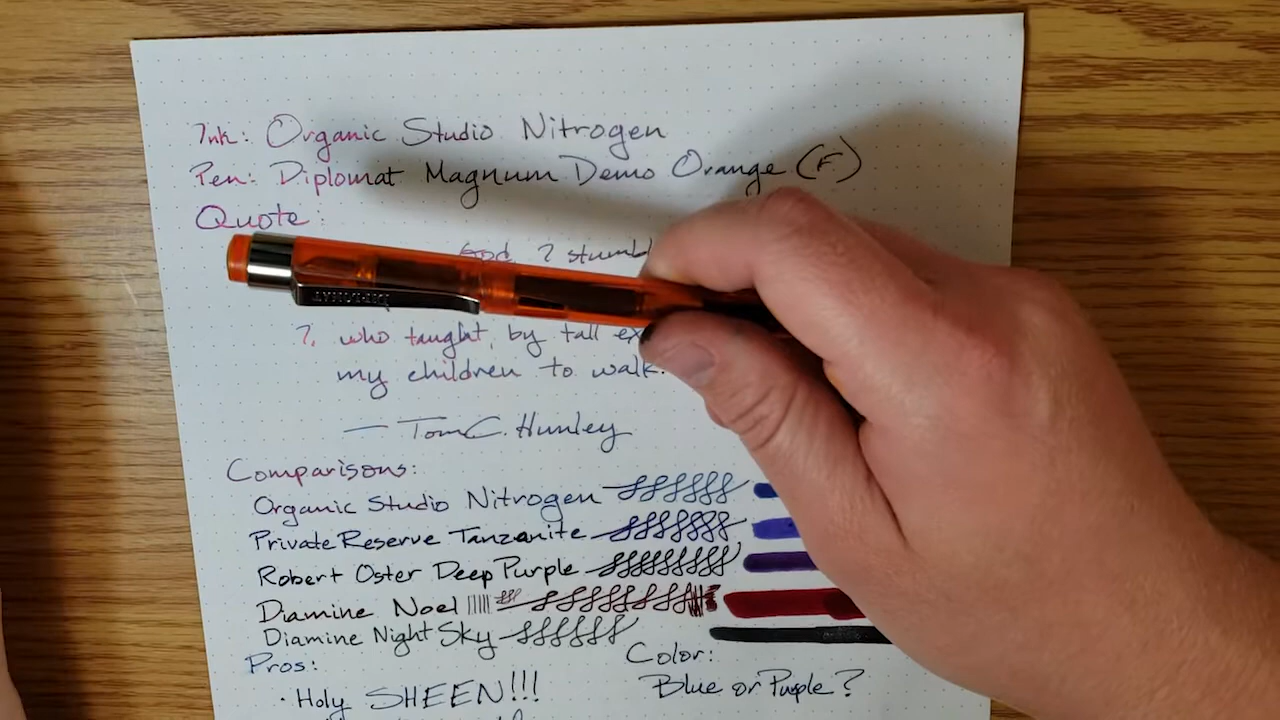 Ink: Organic Studio Nitrogen
Pen: Diplomat Magnum Demo Orange (F)
Quote:
God I stumbl
DIPLOMAT
?, who taught, by tall ex
my children to walk.
— Tom C. Hunley
Comparisons:
Organic Studio Nitrogen
Private Reserve Tanzanite
Robert Oster Deep Purple
Diamine Noel
Diamine Night Sky
Pros:
· Holy SHEEN!!!
Color:
Blue or Purple?